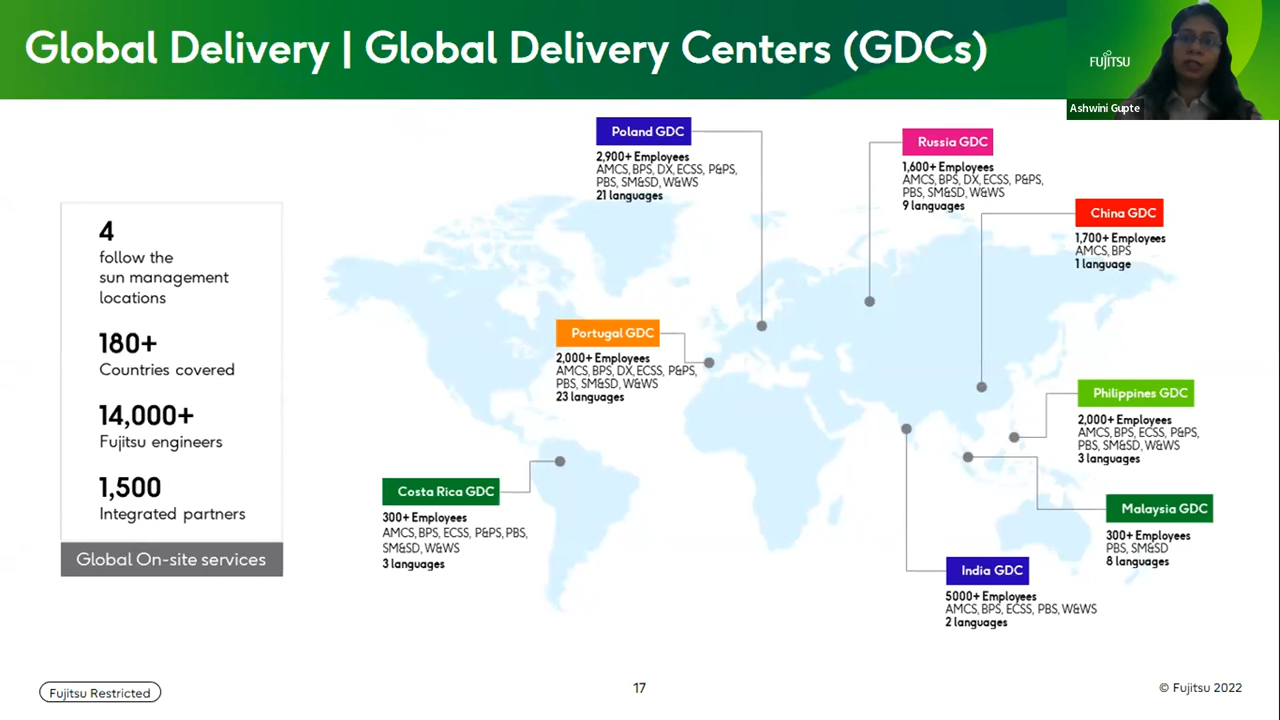 Global Delivery | Global Delivery Centers (GDCs)
FUJITSU
Ashwini Gupte
4
follow the
sun management
locations
180+
Countries covered
14,000+
Fujitsu engineers
1,500
Integrated partners
Global On-site services
Poland GDC
2,900+ Employees
AMCS, BPS, DX, ECSS, P&PS,
PBS, SM&SD, W&WS
21 languages
Russia GDC
1,600+ Employees
AMCS, BPS, DX, ECSS, P&PS,
PBS, SM&SD, W&WS
9 languages
China GDC
1,700+ Employees
AMCS, BPS
1 language
Portugal GDC
2,000+ Employees
AMCS, BPS, DX, ECSS, P&PS,
PBS, SM&SD, W&WS
23 languages
Philippines GDC
2,000+ Employees
AMCS, BPS, ECSS, P&PS,
PBS, SM&SD, W&WS
3 languages
Costa Rica GDC
300+ Employees
AMCS, BPS, ECSS, P&PS, PBS,
SM&SD, W&WS
3 languages
Malaysia GDC
300+ Employees
PBS, SM&SD
8 languages
India GDC
5000+ Employees
AMCS, BPS, ECSS, PBS, W&WS
2 languages
Fujitsu Restricted
17
© Fujitsu 2022